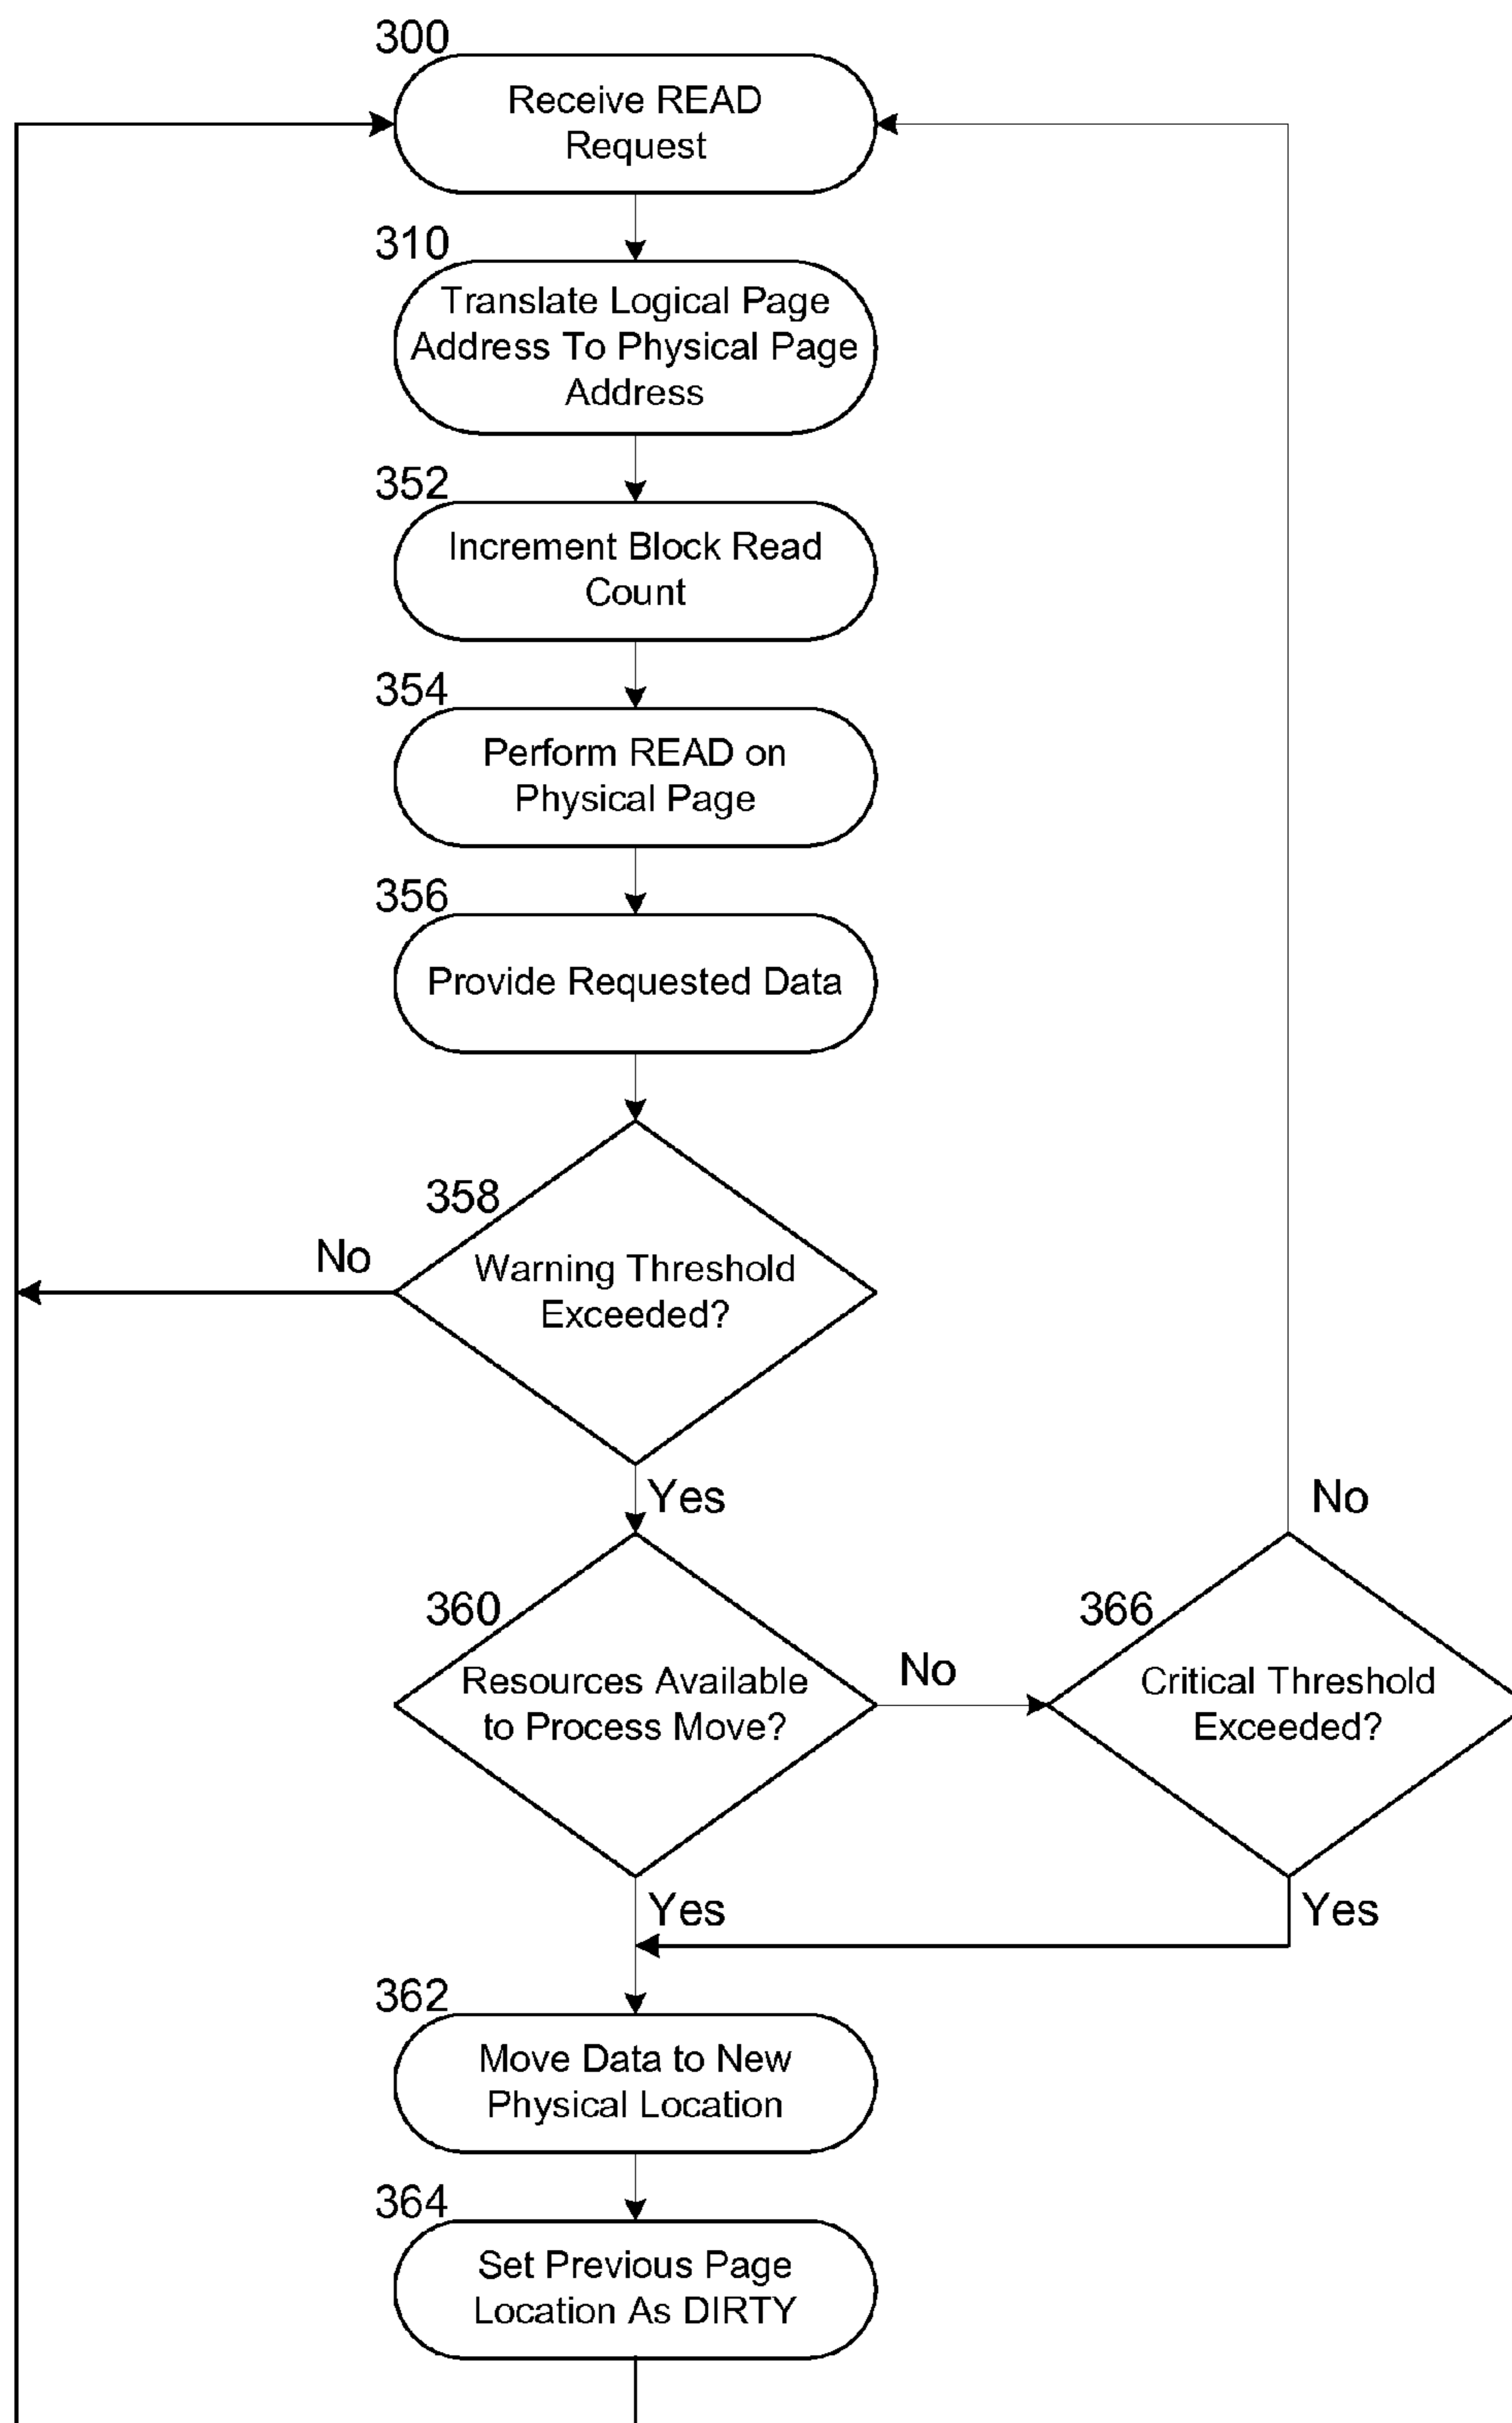 300
Receive READ
Request
310
Translate Logical Page
Address To Physical Page
Address
352
Increment Block Read
Count
354
Perform READ on
Physical Page
356
Provide Requested Data
358
No
Warning Threshold
Exceeded?
Yes
No
360
366
Resources Available
to Process Move?
No
Critical Threshold
Exceeded?
Yes
Yes
362
Move Data to New
Physical Location
364
Set Previous Page
Location As DIRTY